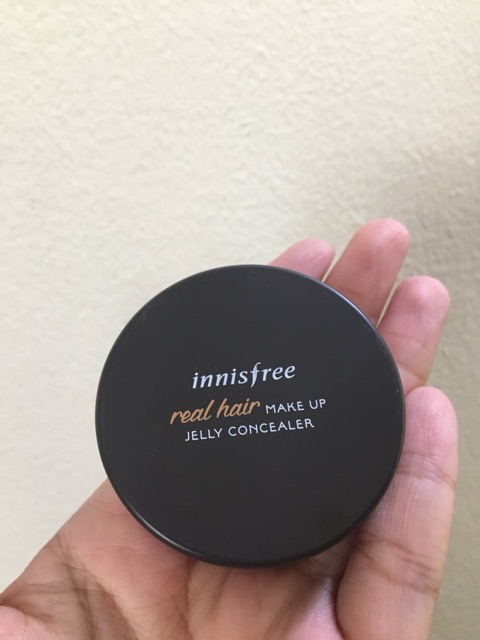 innisfree
real hair MAKE UP
JELLY CONCEALER